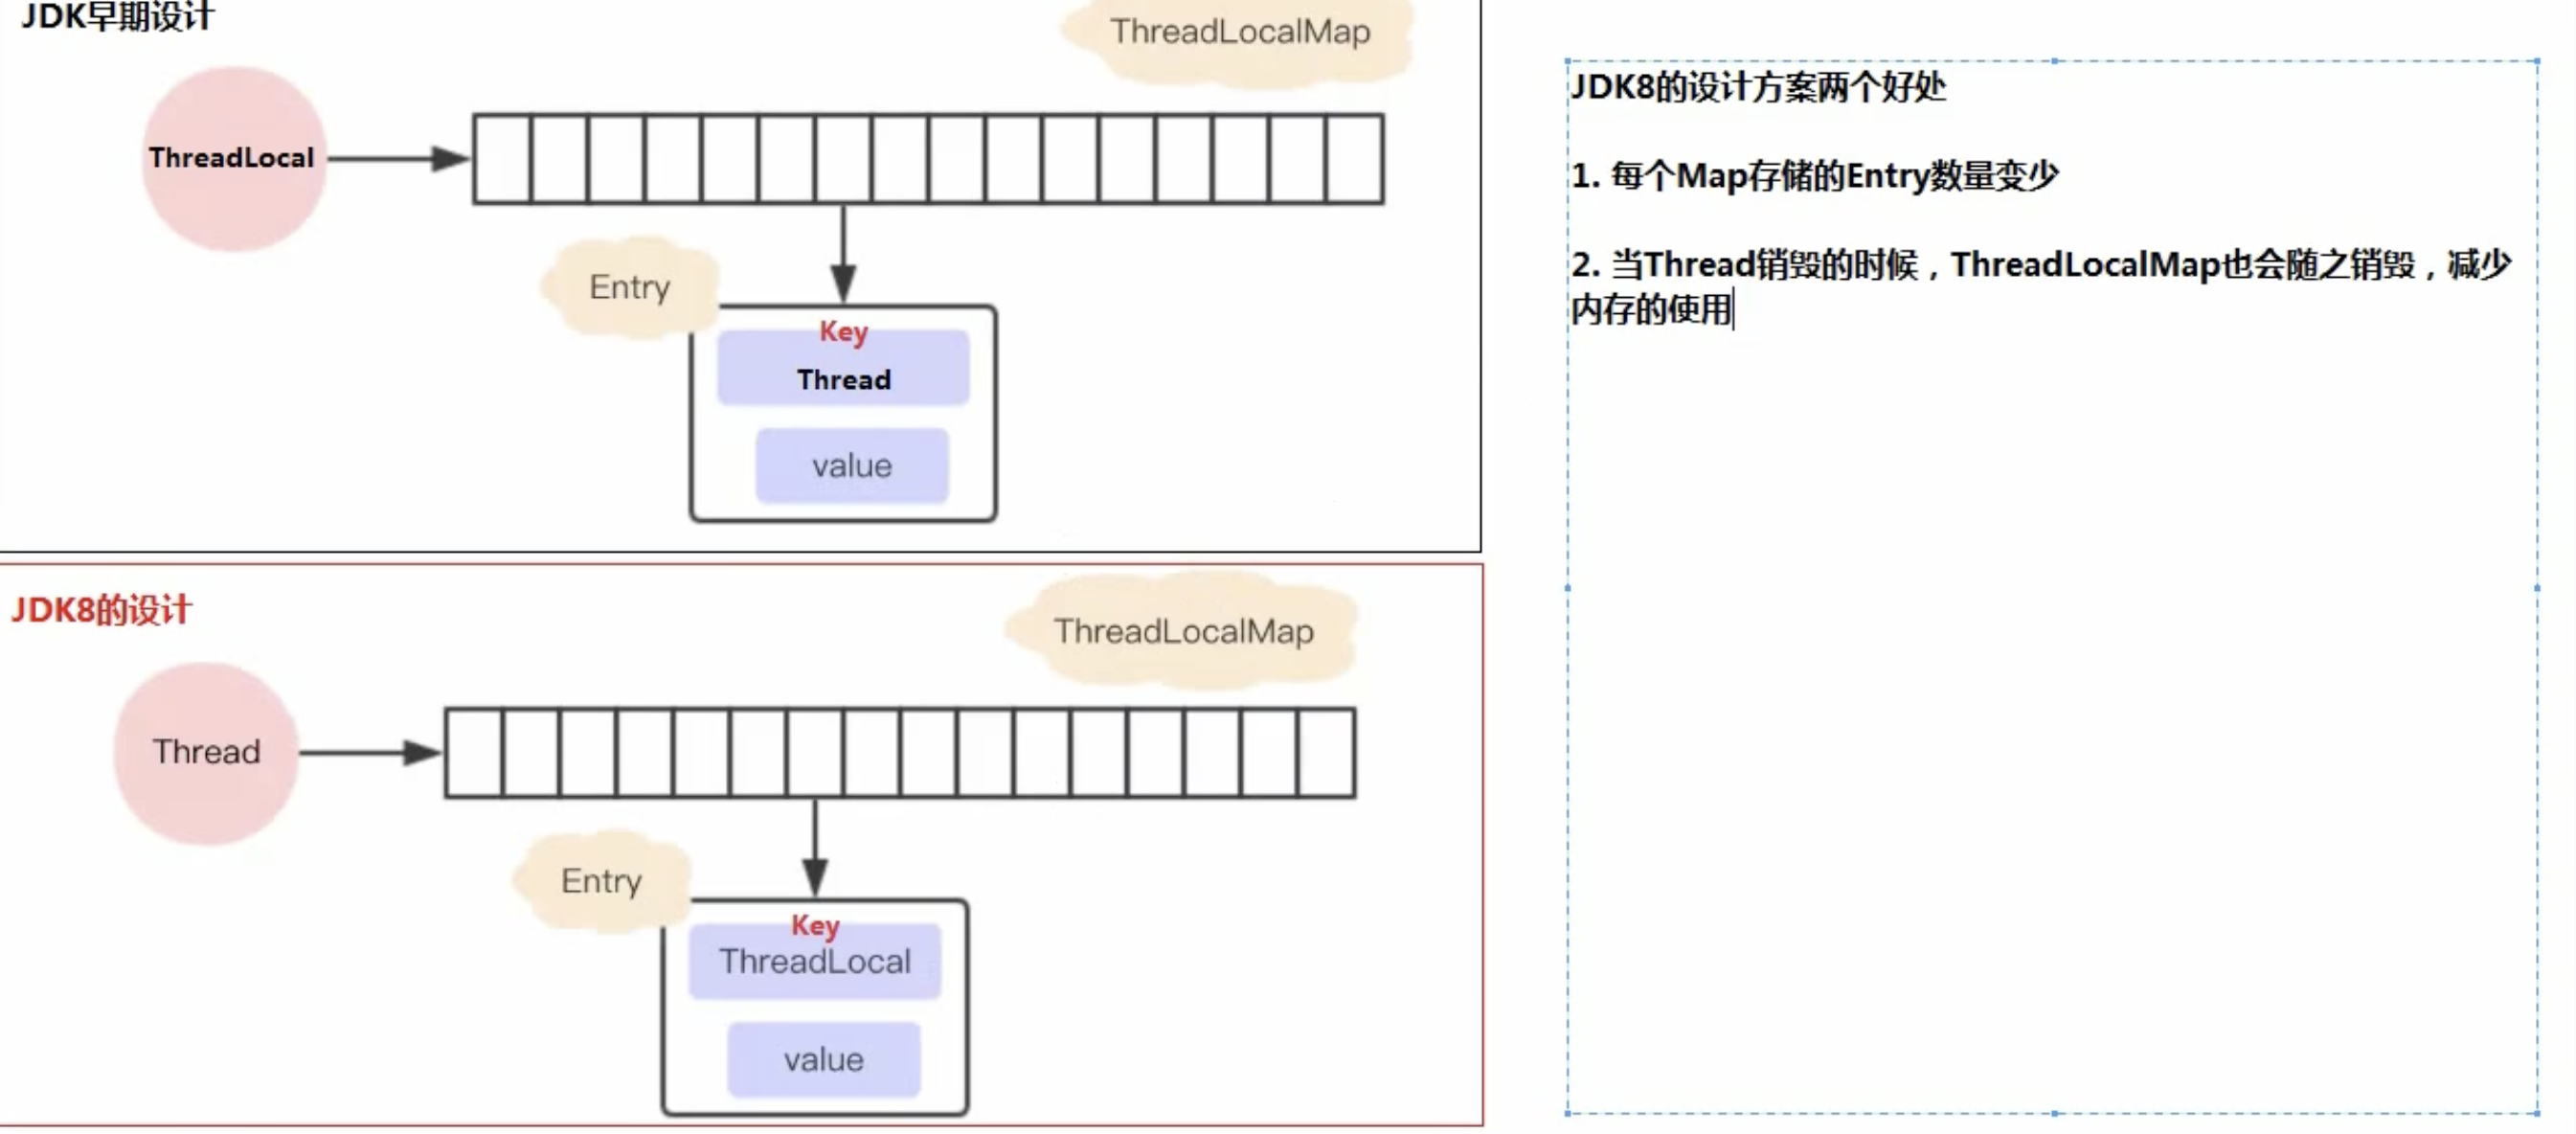 JDK早期设计
ThreadLocalMap
ThreadLocal
Entry
Key
Thread
value
JDK8的设计
ThreadLocalMap
Thread
Entry
Key
ThreadLocal
value
JDK8的设计方案两个好处
1. 每个Map存储的Entry数量变少
2. 当Thread销毁的时候，ThreadLocalMap也会随之销毁，减少
内存的使用